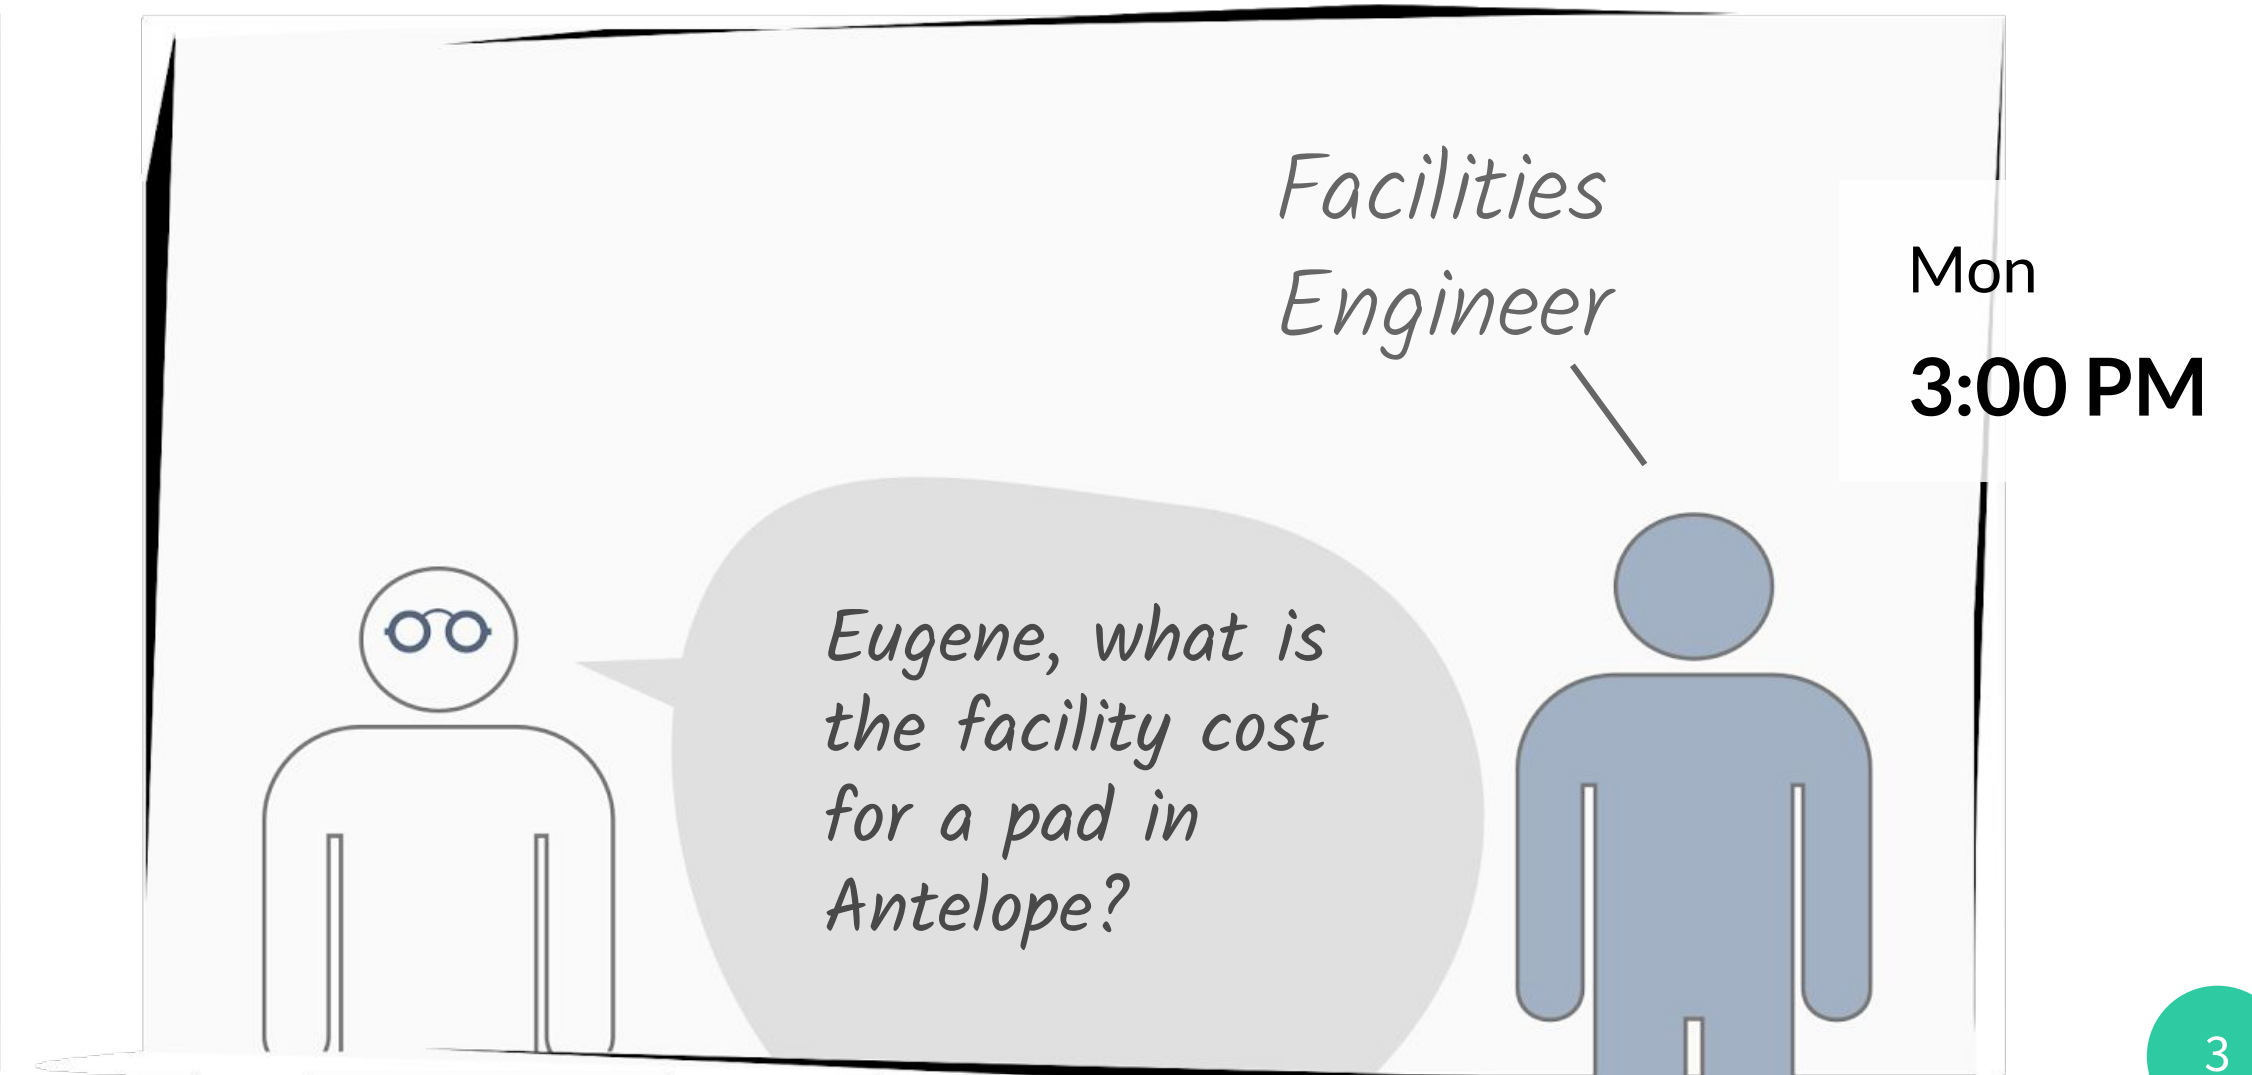 Facilities
Engineer
Mon
3:00 PM
Eugene, what is
the facility cost
for a pad in
Antelope?
3